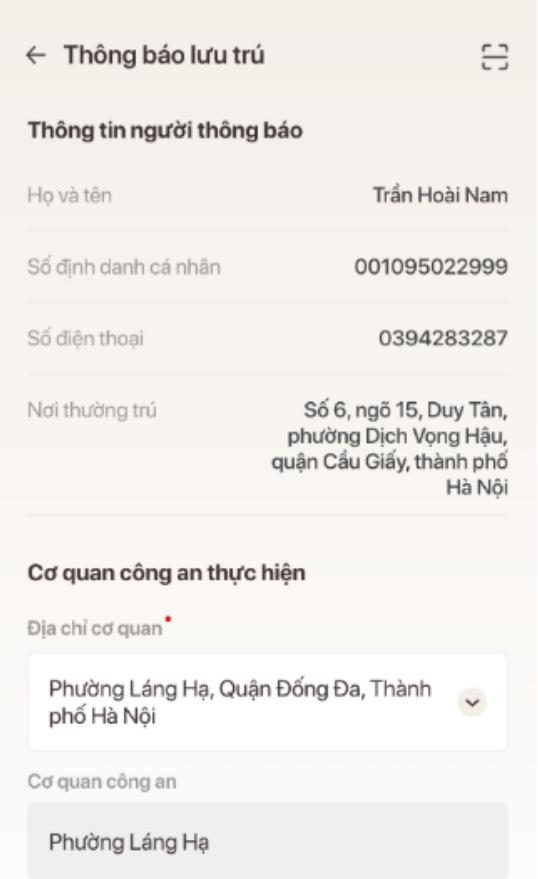 Thông báo lưu trú
Thông tin người thông báo
Họ và tên
Trần Hoài Nam
Số định danh cá nhân
001095022999
Số điện thoại
0394283287
Nơi thường trú
Số 6, ngõ 15, Duy Tân,
phường Dịch Vọng Hậu,
quận Cầu Giấy, thành phố
Hà Nội
Cơ quan công an thực hiện
Địa chỉ cơ quan
Phường Láng Hạ, Quận Đống Đa, Thành
phố Hà Nội
Cơ quan công an
Phường Láng Hạ